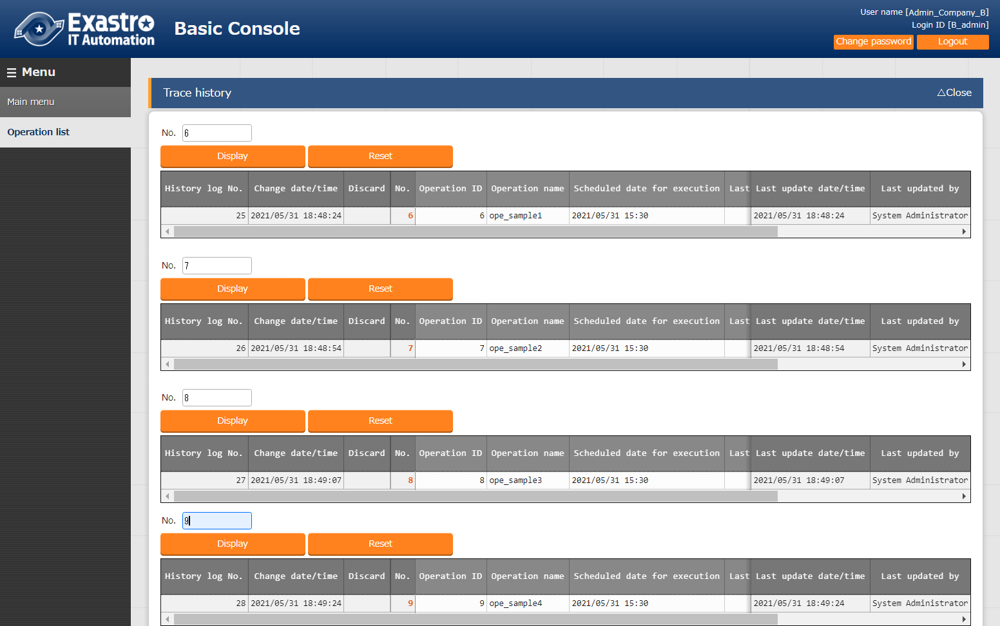 Exastro
IT Automation
Basic Console
User name [Admin_Company_B]
Login ID [B_admin]
Change password Logout
Menu
Main menu
Operation list
Trace history △Close
No. 6
Display Reset
History log No. Change date/time Discard No. Operation ID Operation name Scheduled date for execution Last Last update date/time Last updated by
25 2021/05/31 18:48:24 6 6 ope_sample1 2021/05/31 15:30 2021/05/31 18:48:24 System Administrator
No. 7
Display Reset
History log No. Change date/time Discard No. Operation ID Operation name Scheduled date for execution Last Last update date/time Last updated by
26 2021/05/31 18:48:54 7 7 ope_sample2 2021/05/31 15:30 2021/05/31 18:48:54 System Administrator
No. 8
Display Reset
History log No. Change date/time Discard No. Operation ID Operation name Scheduled date for execution Last Last update date/time Last updated by
27 2021/05/31 18:49:07 8 8 ope_sample3 2021/05/31 15:30 2021/05/31 18:49:07 System Administrator
No. 9
Display Reset
History log No. Change date/time Discard No. Operation ID Operation name Scheduled date for execution Last Last update date/time Last updated by
28 2021/05/31 18:49:24 9 9 ope_sample4 2021/05/31 15:30 2021/05/31 18:49:24 System Administrator